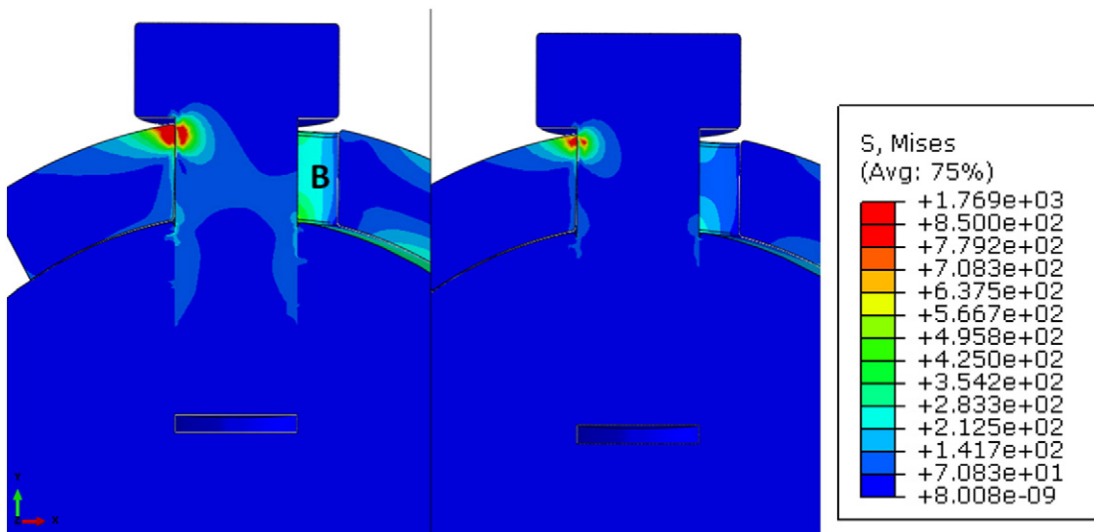 B
S, Mises
(Avg: 75%)
+1.769e+03
+8.500e+02
+7.792e+02
+7.083e+02
+6.375e+02
+5.667e+02
+4.958e+02
+4.250e+02
+3.542e+02
+2.833e+02
+2.125e+02
+1.417e+02
+7.083e+01
+8.008e-09
Y
Z X